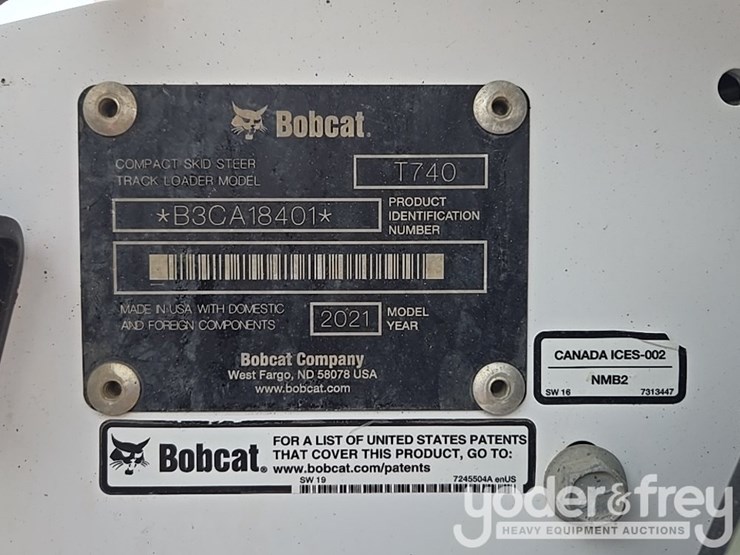 Bobcat.
COMPACT SKID STEER
TRACK LOADER MODEL
T740
*B3CA18401*
PRODUCT
IDENTIFICATION
NUMBER
MADE IN USA WITH DOMESTIC
AND FOREIGN COMPONENTS
2021
MODEL
YEAR
Bobcat Company
West Fargo, ND 58078 USA
www.bobcat.com
CANADA ICES-002
NMB2
SW 16 7313447
Bobcat.
FOR A LIST OF UNITED STATES PATENTS
THAT COVER THIS PRODUCT, GO TO:
www.bobcat.com/patents
SW 19 7245504A enUS
yoder&frey
HEAVY EQUIPMENT AUCTIONS